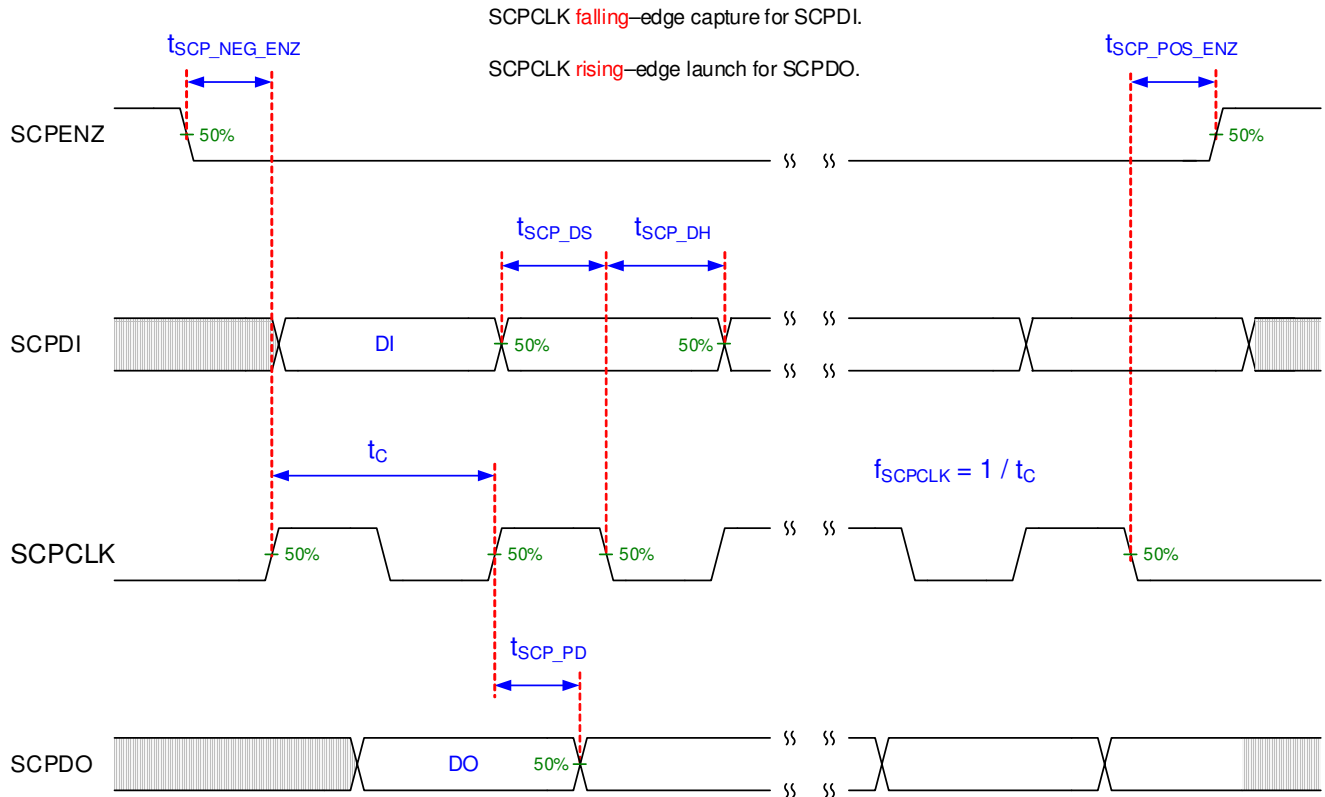 SCPCLK falling–edge capture for SCPDI.
SCPCLK rising–edge launch for SCPDO.
tSCP_NEG_ENZ
tSCP_POS_ENZ
SCPENZ
50%
50%
tSCP_DS
tSCP_DH
SCPDI
DI
50%
50%
tC
fSCPCLK = 1 / tC
SCPCLK
50%
50%
50%
50%
tSCP_PD
SCPDO
DO
50%